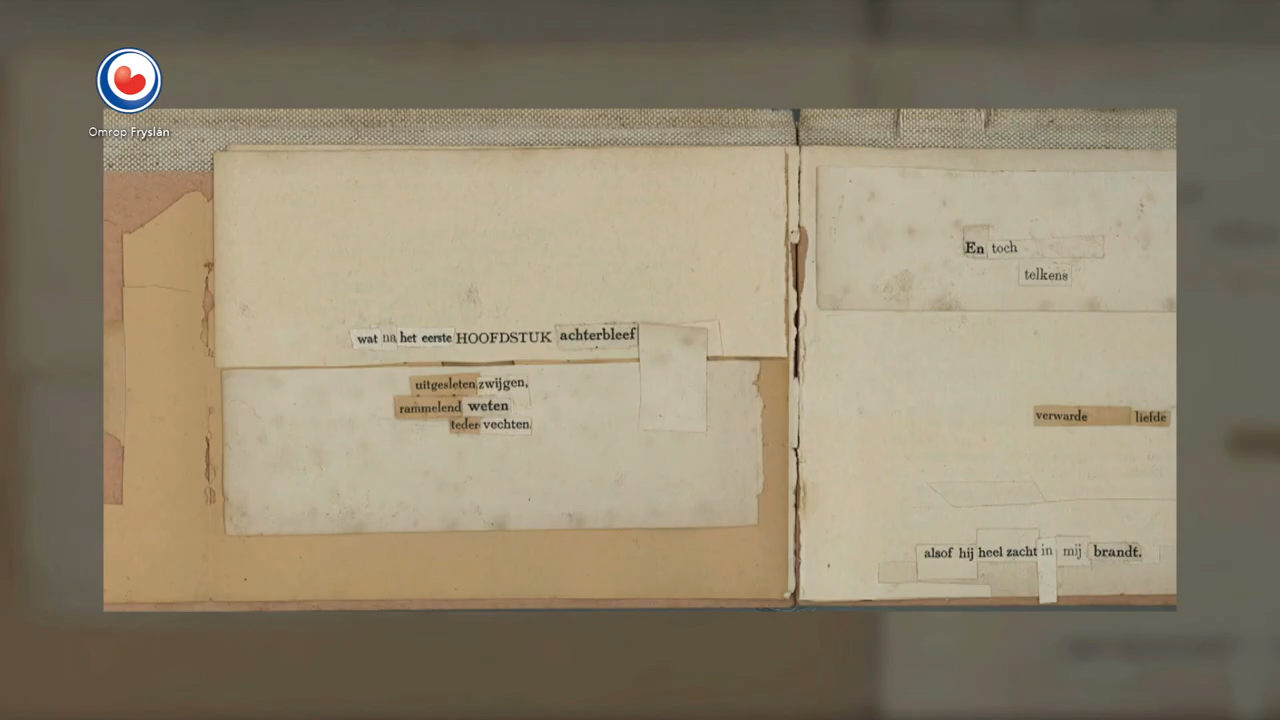 Omrop Fryslân
wat na het eerste HOOFDSTUK achterbleef
uitgesleten zwijgen,
rammelend weten
teder vechten.
En toch
telkens
verwarde liefde
alsof hij heel zacht in mij brandt.